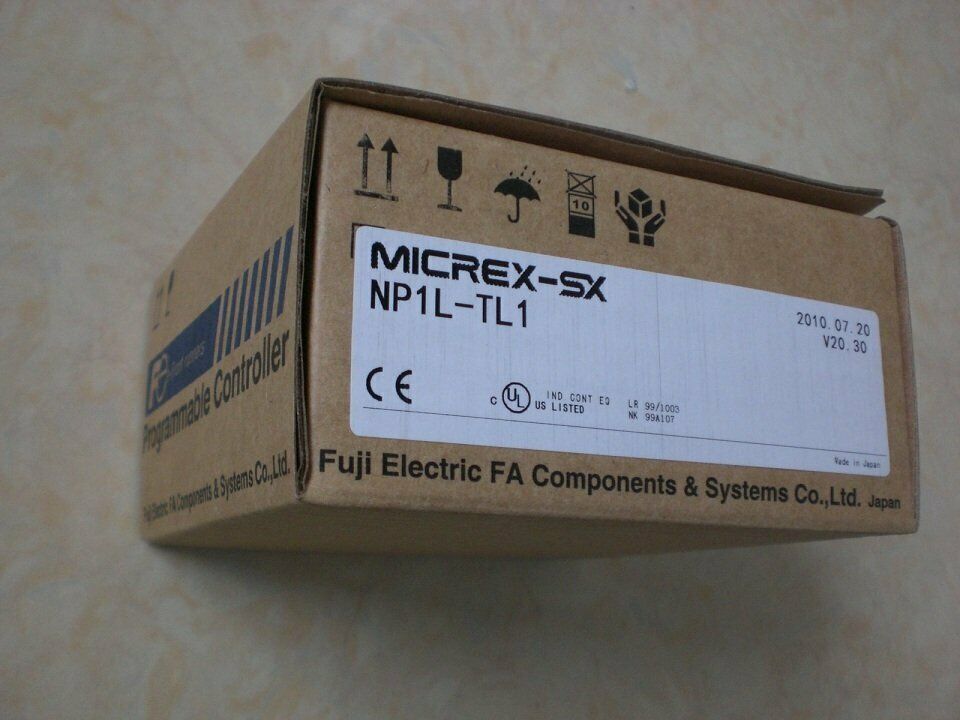 10
MICREX-SX
NP1L-TL1
2010.07.20
V20.30
CE
C UL US LISTED
IND CONT EQ
LR 99/1003
NK 99A107
Made in Japan
Fuji Electric FA Components & Systems Co.,Ltd. Japan
Programmable Controller
Fuji Electric FA Components & Systems Co.,Ltd.